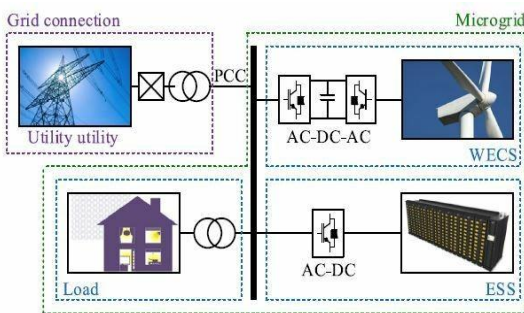 Grid connection
Microgrid
PCC
Utility utility
AC-DC-AC
WECS
AC-DC
Load
ESS